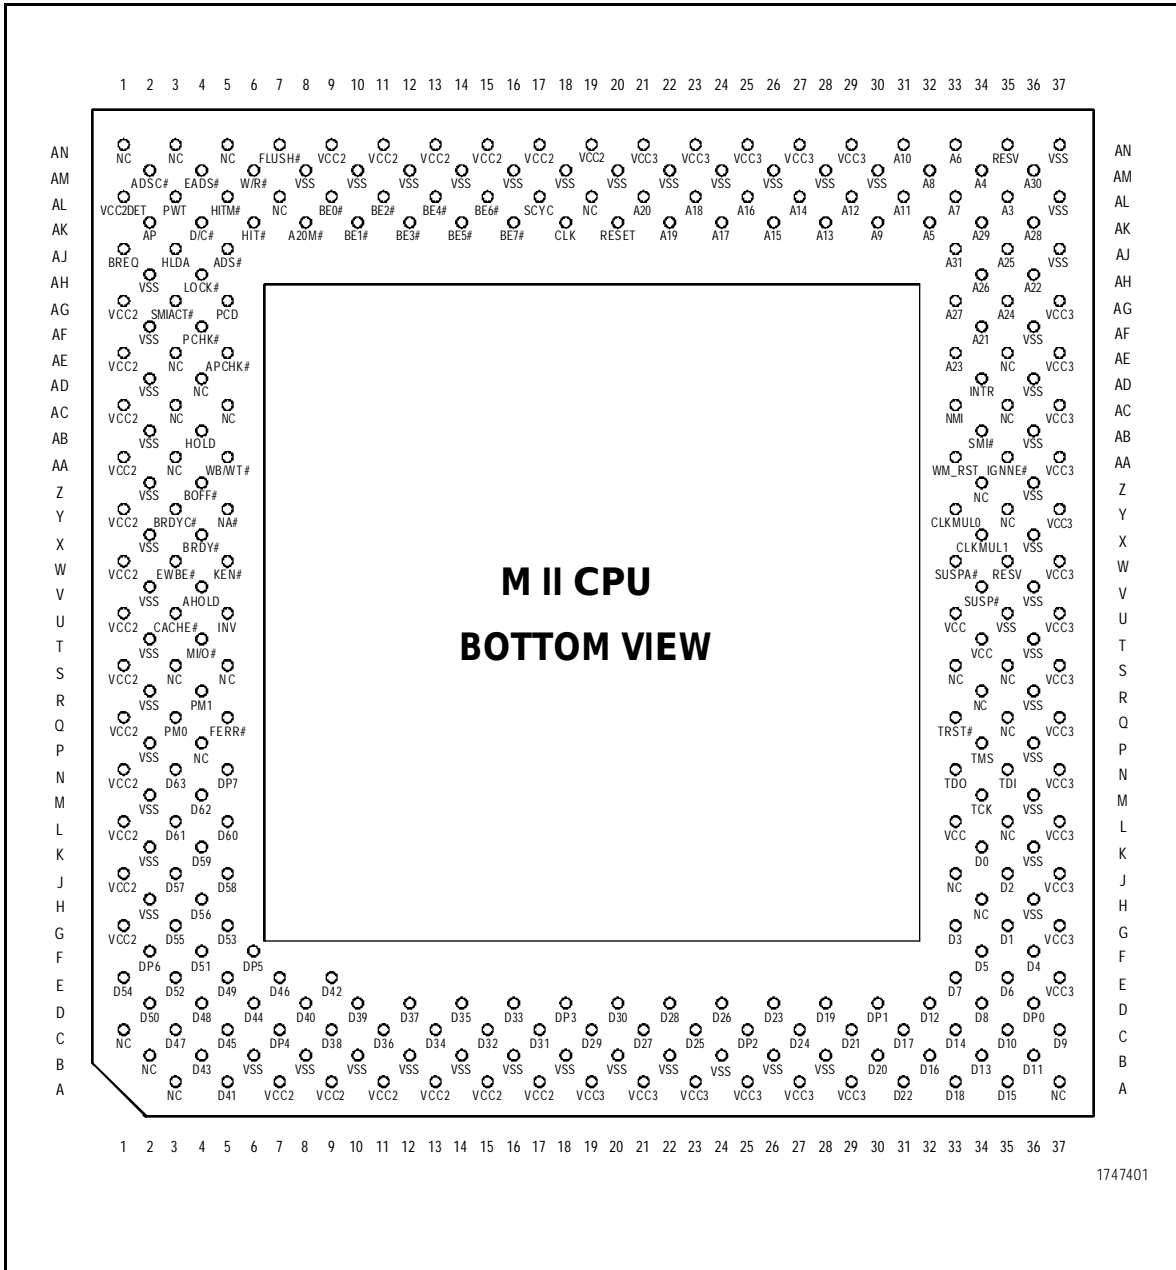 1 2 3 4 5 6 7 8 9 10 11 12 13 14 15 16 17 18 19 20 21 22 23 24 25 26 27 28 29 30 31 32 33 34 35 36 37
AN NC NC NC FLUSH# VCC2 VCC2 VCC2 VCC2 VCC2 VCC2 VCC3 VCC3 VCC3 VCC3 VCC3 A10 A6 RESV VSS AN
AM ADSC# EADS# W/R# VSS VSS VSS VSS VSS VSS VSS VSS VSS VSS VSS VSS A8 A4 A30 AM
AL VCC2DET PWT HITM# NC BE0# BE2# BE4# BE6# SCYC NC A20 A18 A16 A14 A12 A11 A7 A3 VSS AL
AK AP D/C# HIT# A20M# BE1# BE3# BE5# BE7# CLK RESET A19 A17 A15 A13 A9 A5 A29 A28 AK
AJ BREQ HLDA ADS# A31 A25 VSS AJ
AH VSS LOCK# A26 A22 AH
AG VCC2 SMIACT# PCD A27 A24 VCC3 AG
AF VSS PCHK# A21 VSS AF
AE VCC2 NC APCHK# A23 NC VCC3 AE
AD VSS NC INTR VSS AD
AC VCC2 NC NC NMI NC VCC3 AC
AB VSS HOLD SMI# VSS AB
AA VCC2 NC WB/WT# WM_RST IGNNE# VCC3 AA
Z VSS BOFF# NC VSS Z
Y VCC2 BRDYC# NA# CLKMUL0 NC VCC3 Y
X VSS BRDY# CLKMUL1 VSS X
W VCC2 EWBE# KEN# SUSPA# RESV VCC3 W
M II CPU
V VSS AHOLD SUSP# VSS V
U VCC2 CACHE# INV VCC VSS VCC3 U
BOTTOM VIEW
T VSS MI/O# VCC VSS T
S VCC2 NC NC NC NC VCC3 S
R VSS PM1 NC VSS R
Q VCC2 PM0 FERR# TRST# NC VCC3 Q
P VSS NC TMS VSS P
N VCC2 D63 DP7 TDO TDI VCC3 N
M VSS D62 TCK VSS M
L VCC2 D61 D60 VCC NC VCC3 L
K VSS D59 D0 VSS K
J VCC2 D57 D58 NC D2 VCC3 J
H VSS D56 NC VSS H
G VCC2 D55 D53 D3 D1 VCC3 G
F DP6 D51 DP5 D5 D4 F
E D54 D52 D49 D46 D42 D7 D6 VCC3 E
D D50 D48 D44 D40 D39 D37 D35 D33 DP3 D30 D28 D26 D23 D19 DP1 D12 D8 DP0 D
C NC D47 D45 DP4 D38 D36 D34 D32 D31 D29 D27 D25 DP2 D24 D21 D17 D14 D10 D9 C
B NC D43 VSS VSS VSS VSS VSS VSS VSS VSS VSS VSS VSS VSS D20 D16 D13 D11 B
A NC D41 VCC2 VCC2 VCC2 VCC2 VCC2 VCC2 VCC3 VCC3 VCC3 VCC3 VCC3 VCC3 D22 D18 D15 NC A
1 2 3 4 5 6 7 8 9 10 11 12 13 14 15 16 17 18 19 20 21 22 23 24 25 26 27 28 29 30 31 32 33 34 35 36 37
1747401